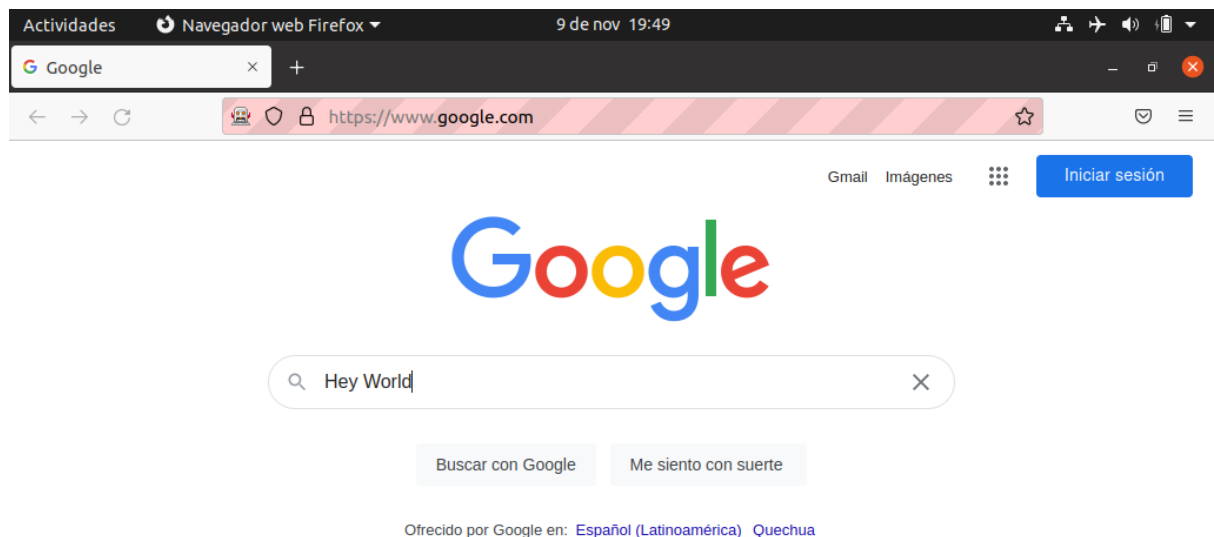 Actividades Navegador web Firefox 9 de nov 19:49
Google
https://www.google.com
Gmail Imágenes Iniciar sesión
Google
Hey World
Buscar con Google Me siento con suerte
Ofrecido por Google en: Español (Latinoamérica) Quechua